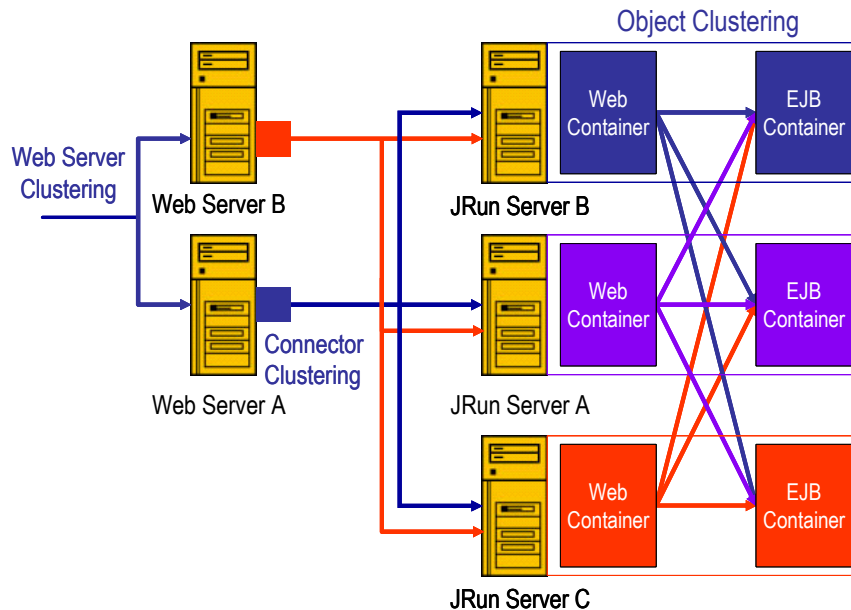 Object Clustering
Web
Container
EJB
Container
Web Server
Clustering
Web Server B
JRun Server B
Web
Container
EJB
Container
Connector
Clustering
Web Server A
JRun Server A
Web
Container
EJB
Container
JRun Server C